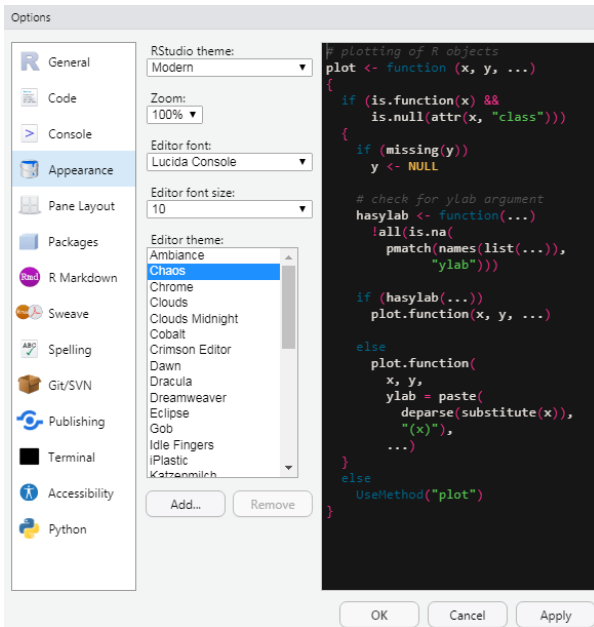 Options
General
Code
Console
Appearance
Pane Layout
Packages
Rmd R Markdown
Sweave
ABC Spelling
Git/SVN
Publishing
Terminal
Accessibility
Python
RStudio theme:
Modern
Zoom:
100%
Editor font:
Lucida Console
Editor font size:
10
Editor theme:
Ambiance
Chaos
Chrome
Clouds
Clouds Midnight
Cobalt
Crimson Editor
Dawn
Dracula
Dreamweaver
Eclipse
Gob
Idle Fingers
iPlastic
Katzenmilch
Add...
Remove
# plotting of R objects
plot <- function (x, y, ...)
{
  if (is.function(x) &&
      is.null(attr(x, "class")))
  {
    if (missing(y))
      y <- NULL
    # check for ylab argument
    hasylab <- function(...)
      !all(is.na(
        pmatch(names(list(...)),
              "ylab")))
    if (hasylab(...))
      plot.function(x, y, ...)
    else
      plot.function(
        x, y,
        ylab = paste(
          deparse(substitute(x)),
          "(x)"),
        ...)
  }
  else
    UseMethod("plot")
}
OK
Cancel
Apply